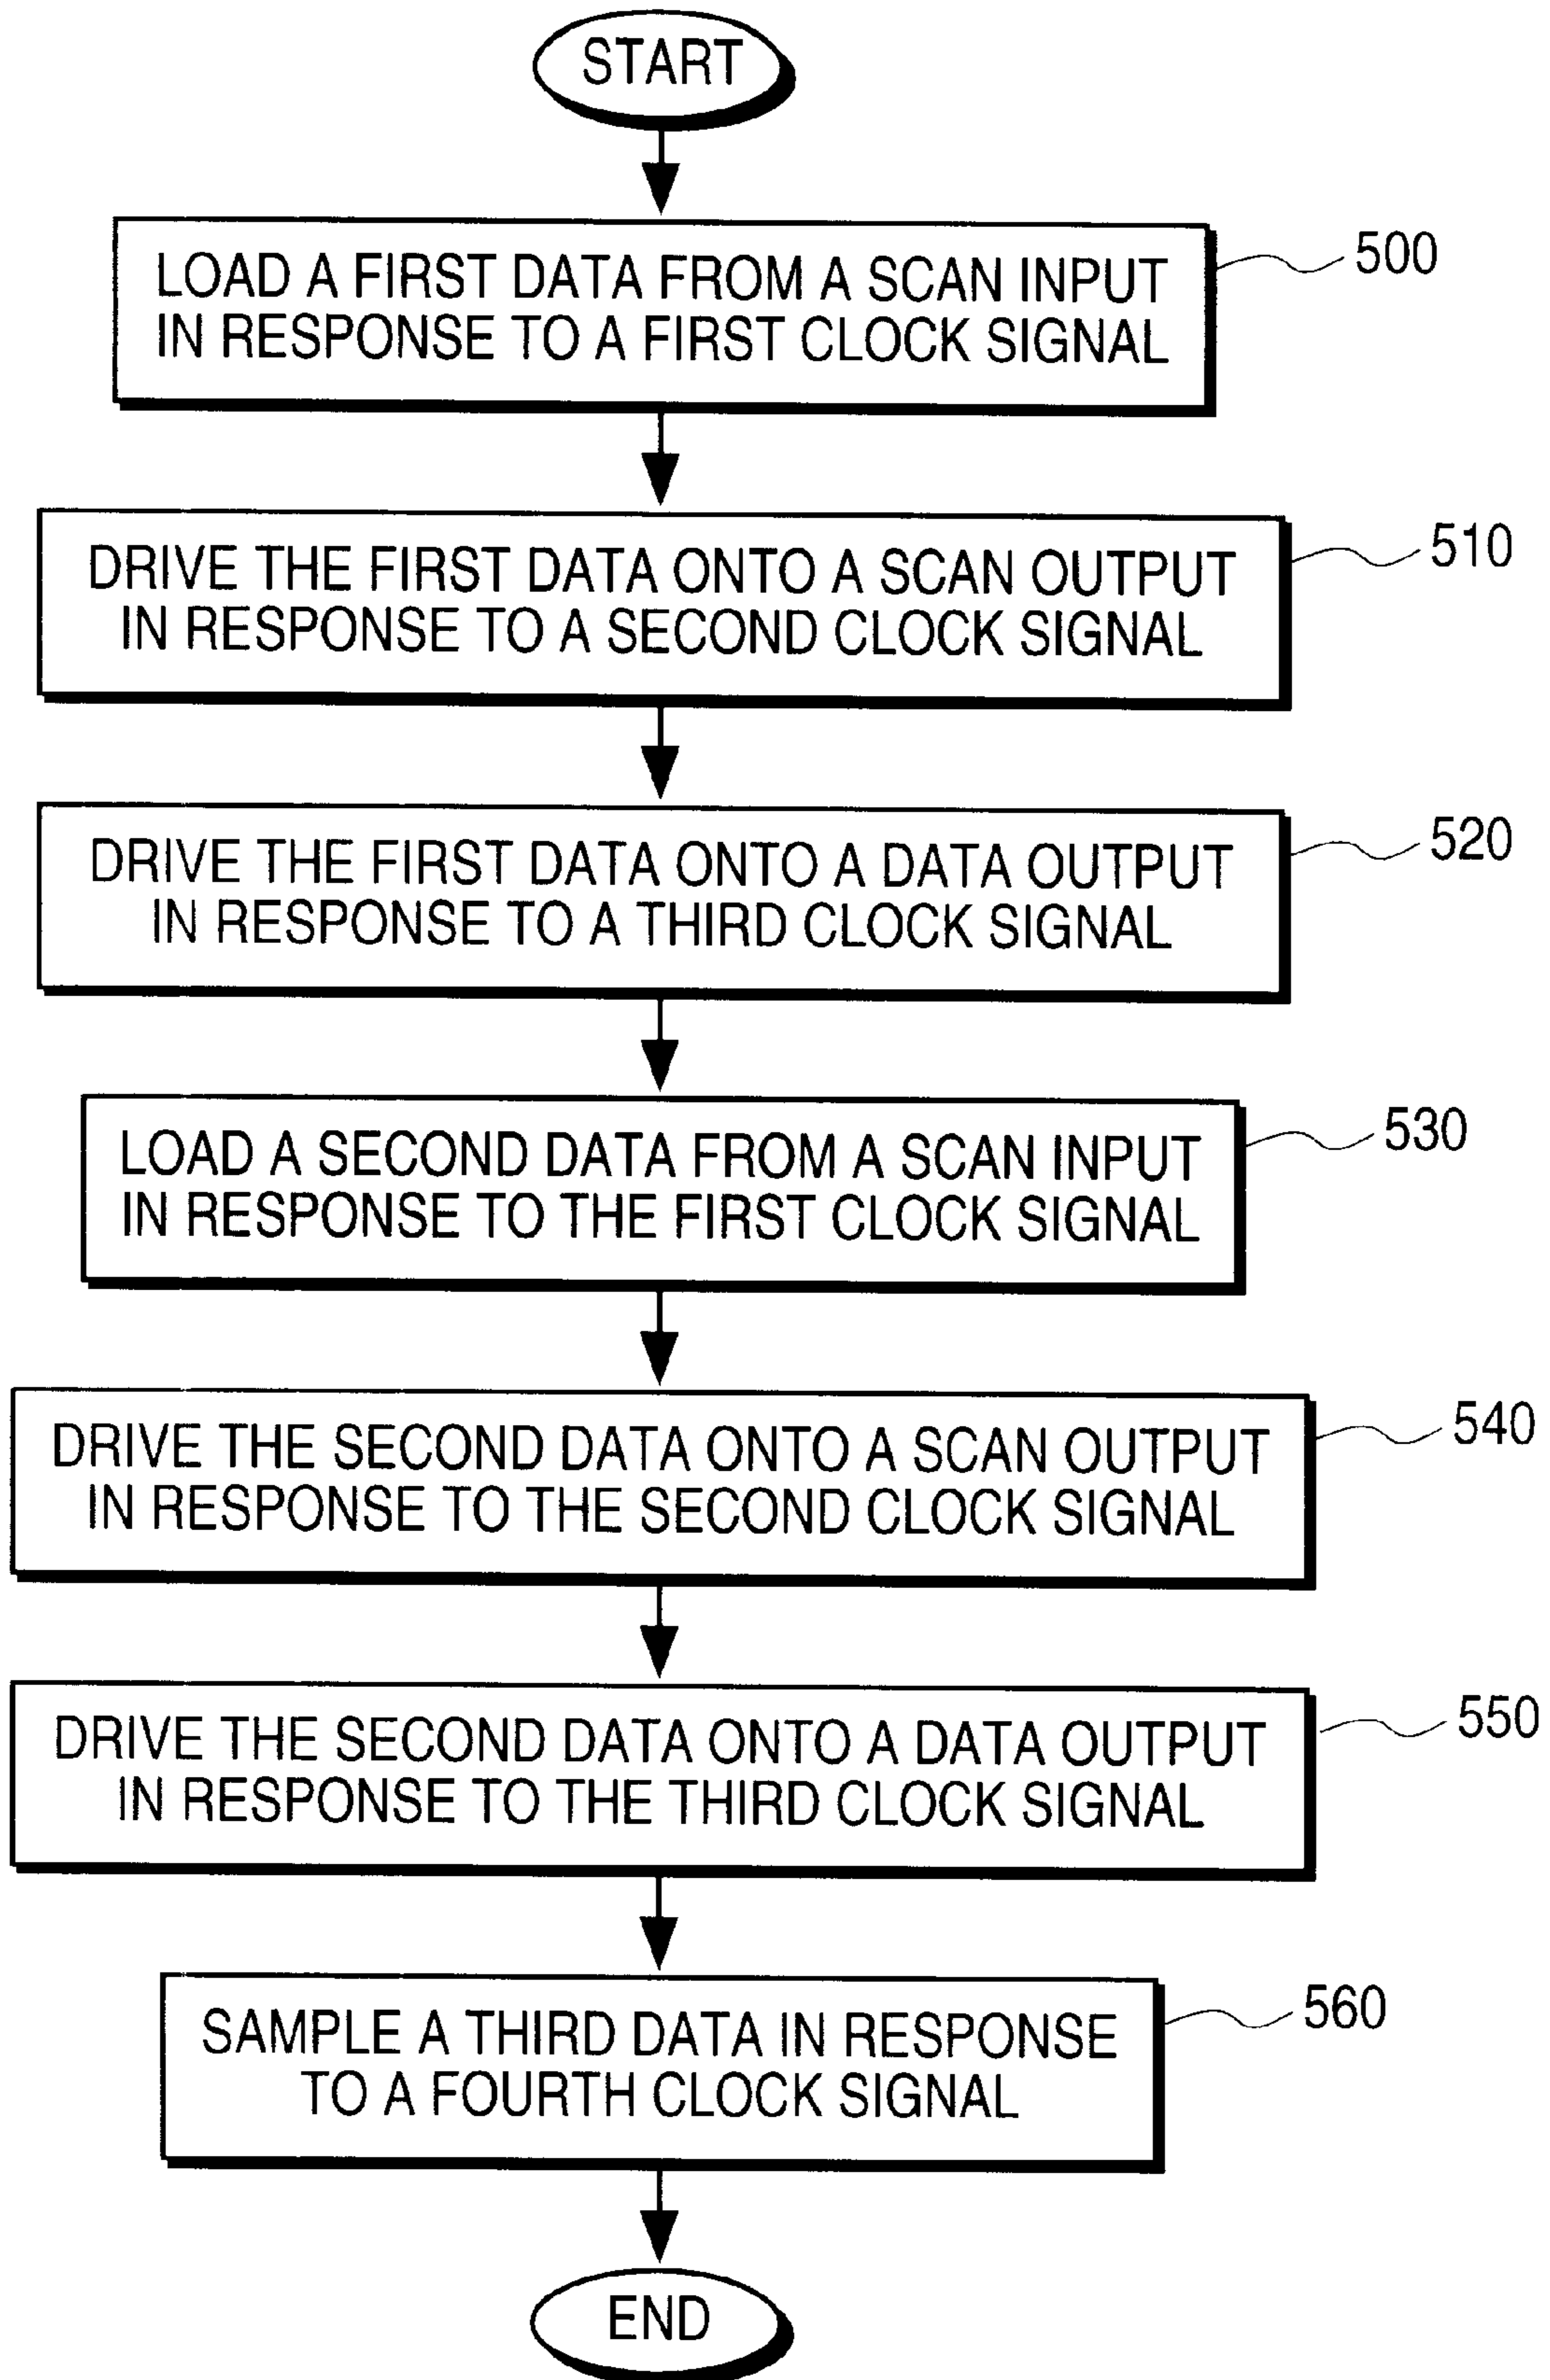 START
LOAD A FIRST DATA FROM A SCAN INPUT
IN RESPONSE TO A FIRST CLOCK SIGNAL
500
DRIVE THE FIRST DATA ONTO A SCAN OUTPUT
IN RESPONSE TO A SECOND CLOCK SIGNAL
510
DRIVE THE FIRST DATA ONTO A DATA OUTPUT
IN RESPONSE TO A THIRD CLOCK SIGNAL
520
LOAD A SECOND DATA FROM A SCAN INPUT
IN RESPONSE TO THE FIRST CLOCK SIGNAL
530
DRIVE THE SECOND DATA ONTO A SCAN OUTPUT
IN RESPONSE TO THE SECOND CLOCK SIGNAL
540
DRIVE THE SECOND DATA ONTO A DATA OUTPUT
IN RESPONSE TO THE THIRD CLOCK SIGNAL
550
SAMPLE A THIRD DATA IN RESPONSE
TO A FOURTH CLOCK SIGNAL
560
END